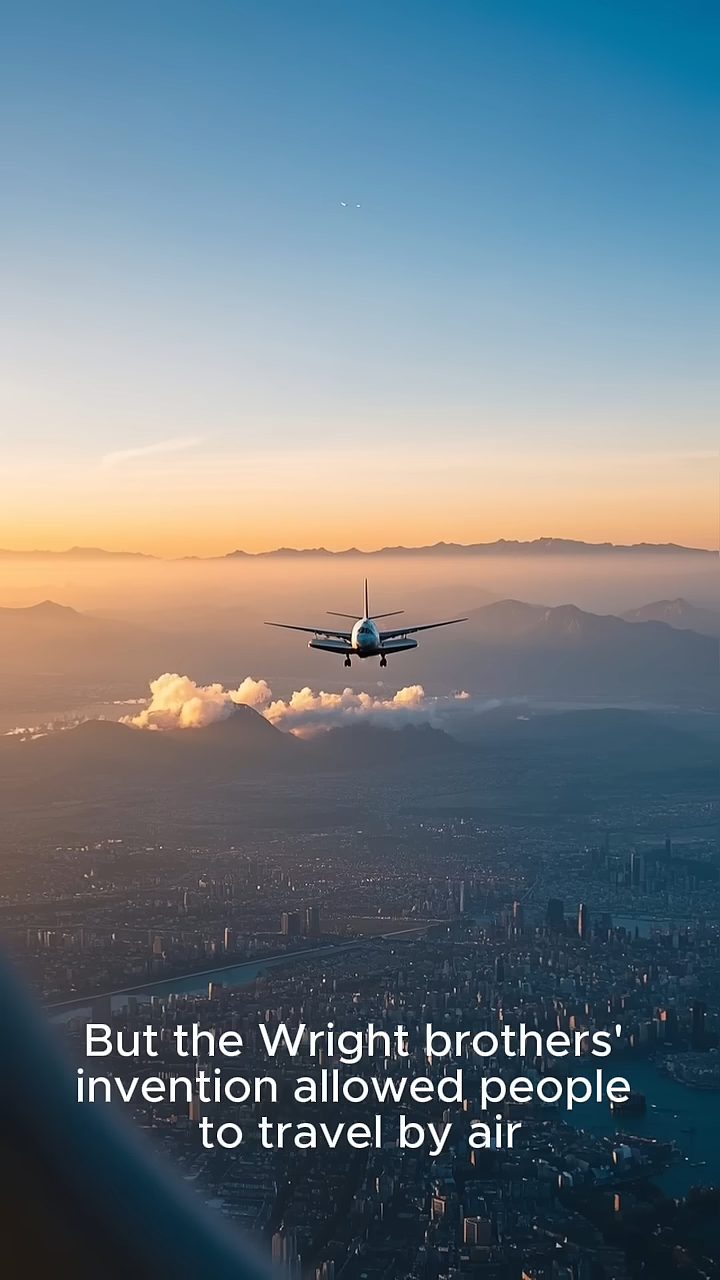 But the Wright brothers'
invention allowed people
to travel by air